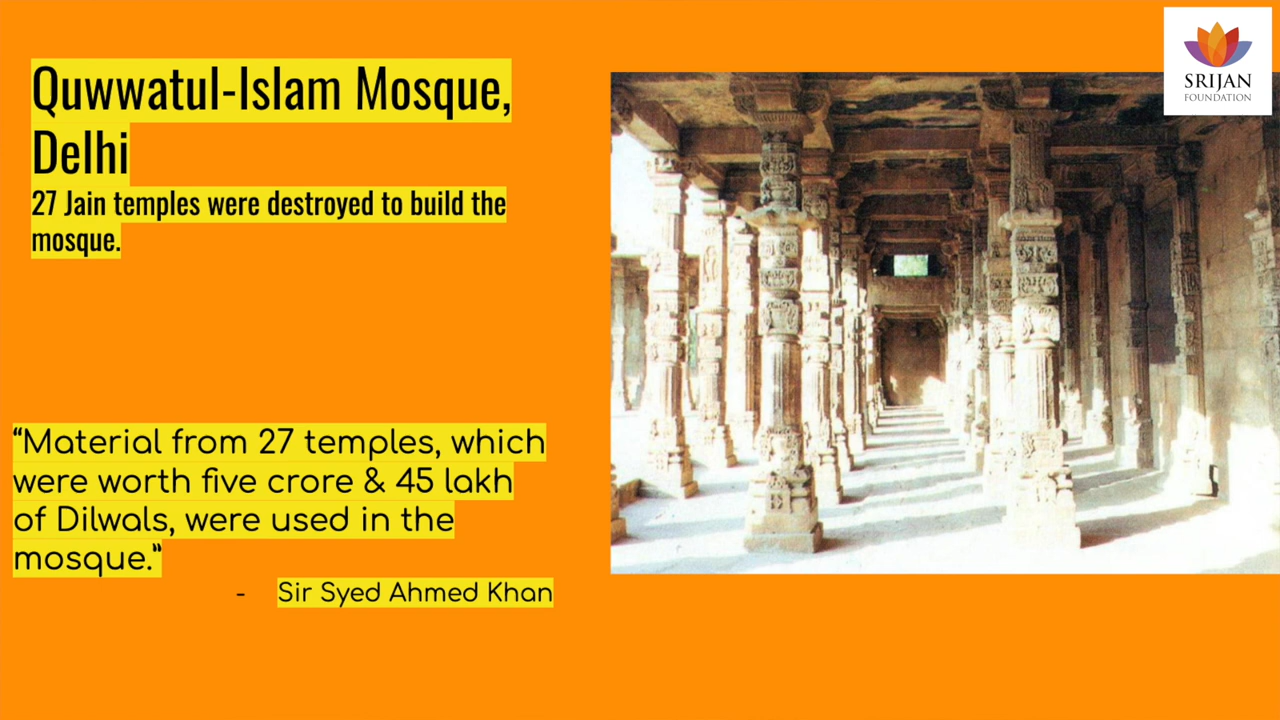 Quwwatul-Islam Mosque,
Delhi
27 Jain temples were destroyed to build the
mosque.
“Material from 27 temples, which
were worth five crore & 45 lakh
of Dilwals, were used in the
mosque.”
- Sir Syed Ahmed Khan
SRIJAN
FOUNDATION